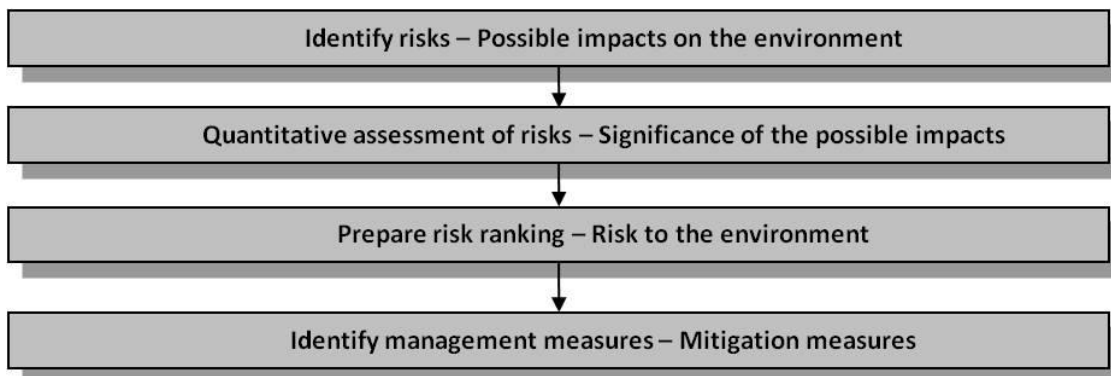 Identify risks – Possible impacts on the environment
Quantitative assessment of risks – Significance of the possible impacts
Prepare risk ranking – Risk to the environment
Identify management measures – Mitigation measures